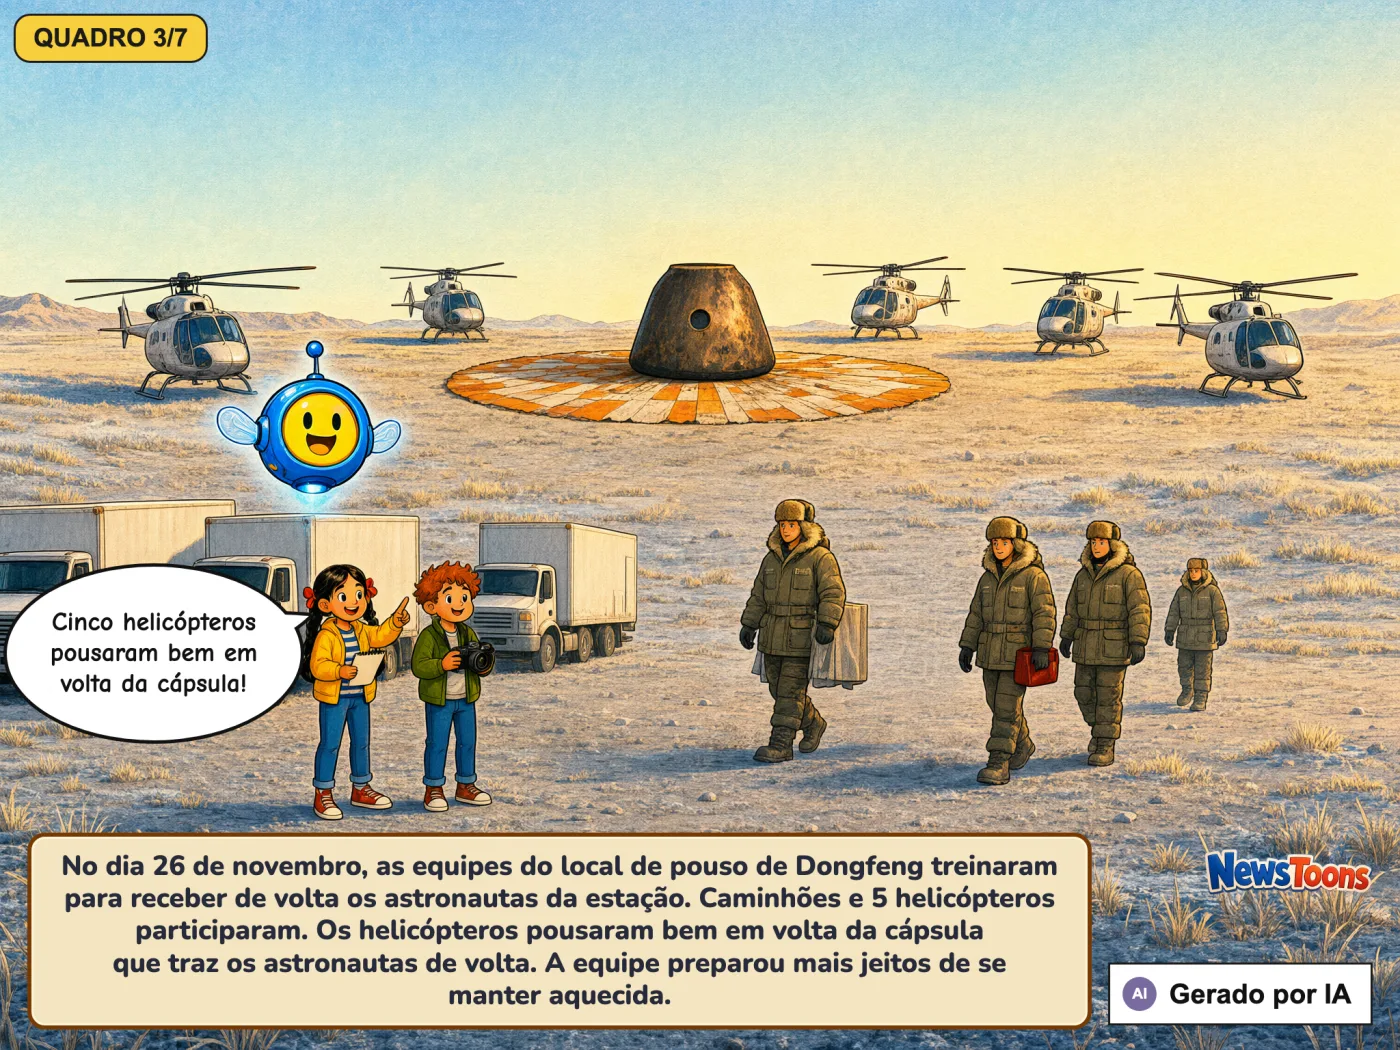 QUADRO 3/7
Cinco helicópteros
pousaram bem em
volta da cápsula!
No dia 26 de novembro, as equipes do local de pouso de Dongfeng treinaram
para receber de volta os astronautas da estação. Caminhões e 5 helicópteros
participaram. Os helicópteros pousaram bem em volta da cápsula
que traz os astronautas de volta. A equipe preparou mais jeitos de se
manter aquecida.
NewsToons
AI Gerado por IA